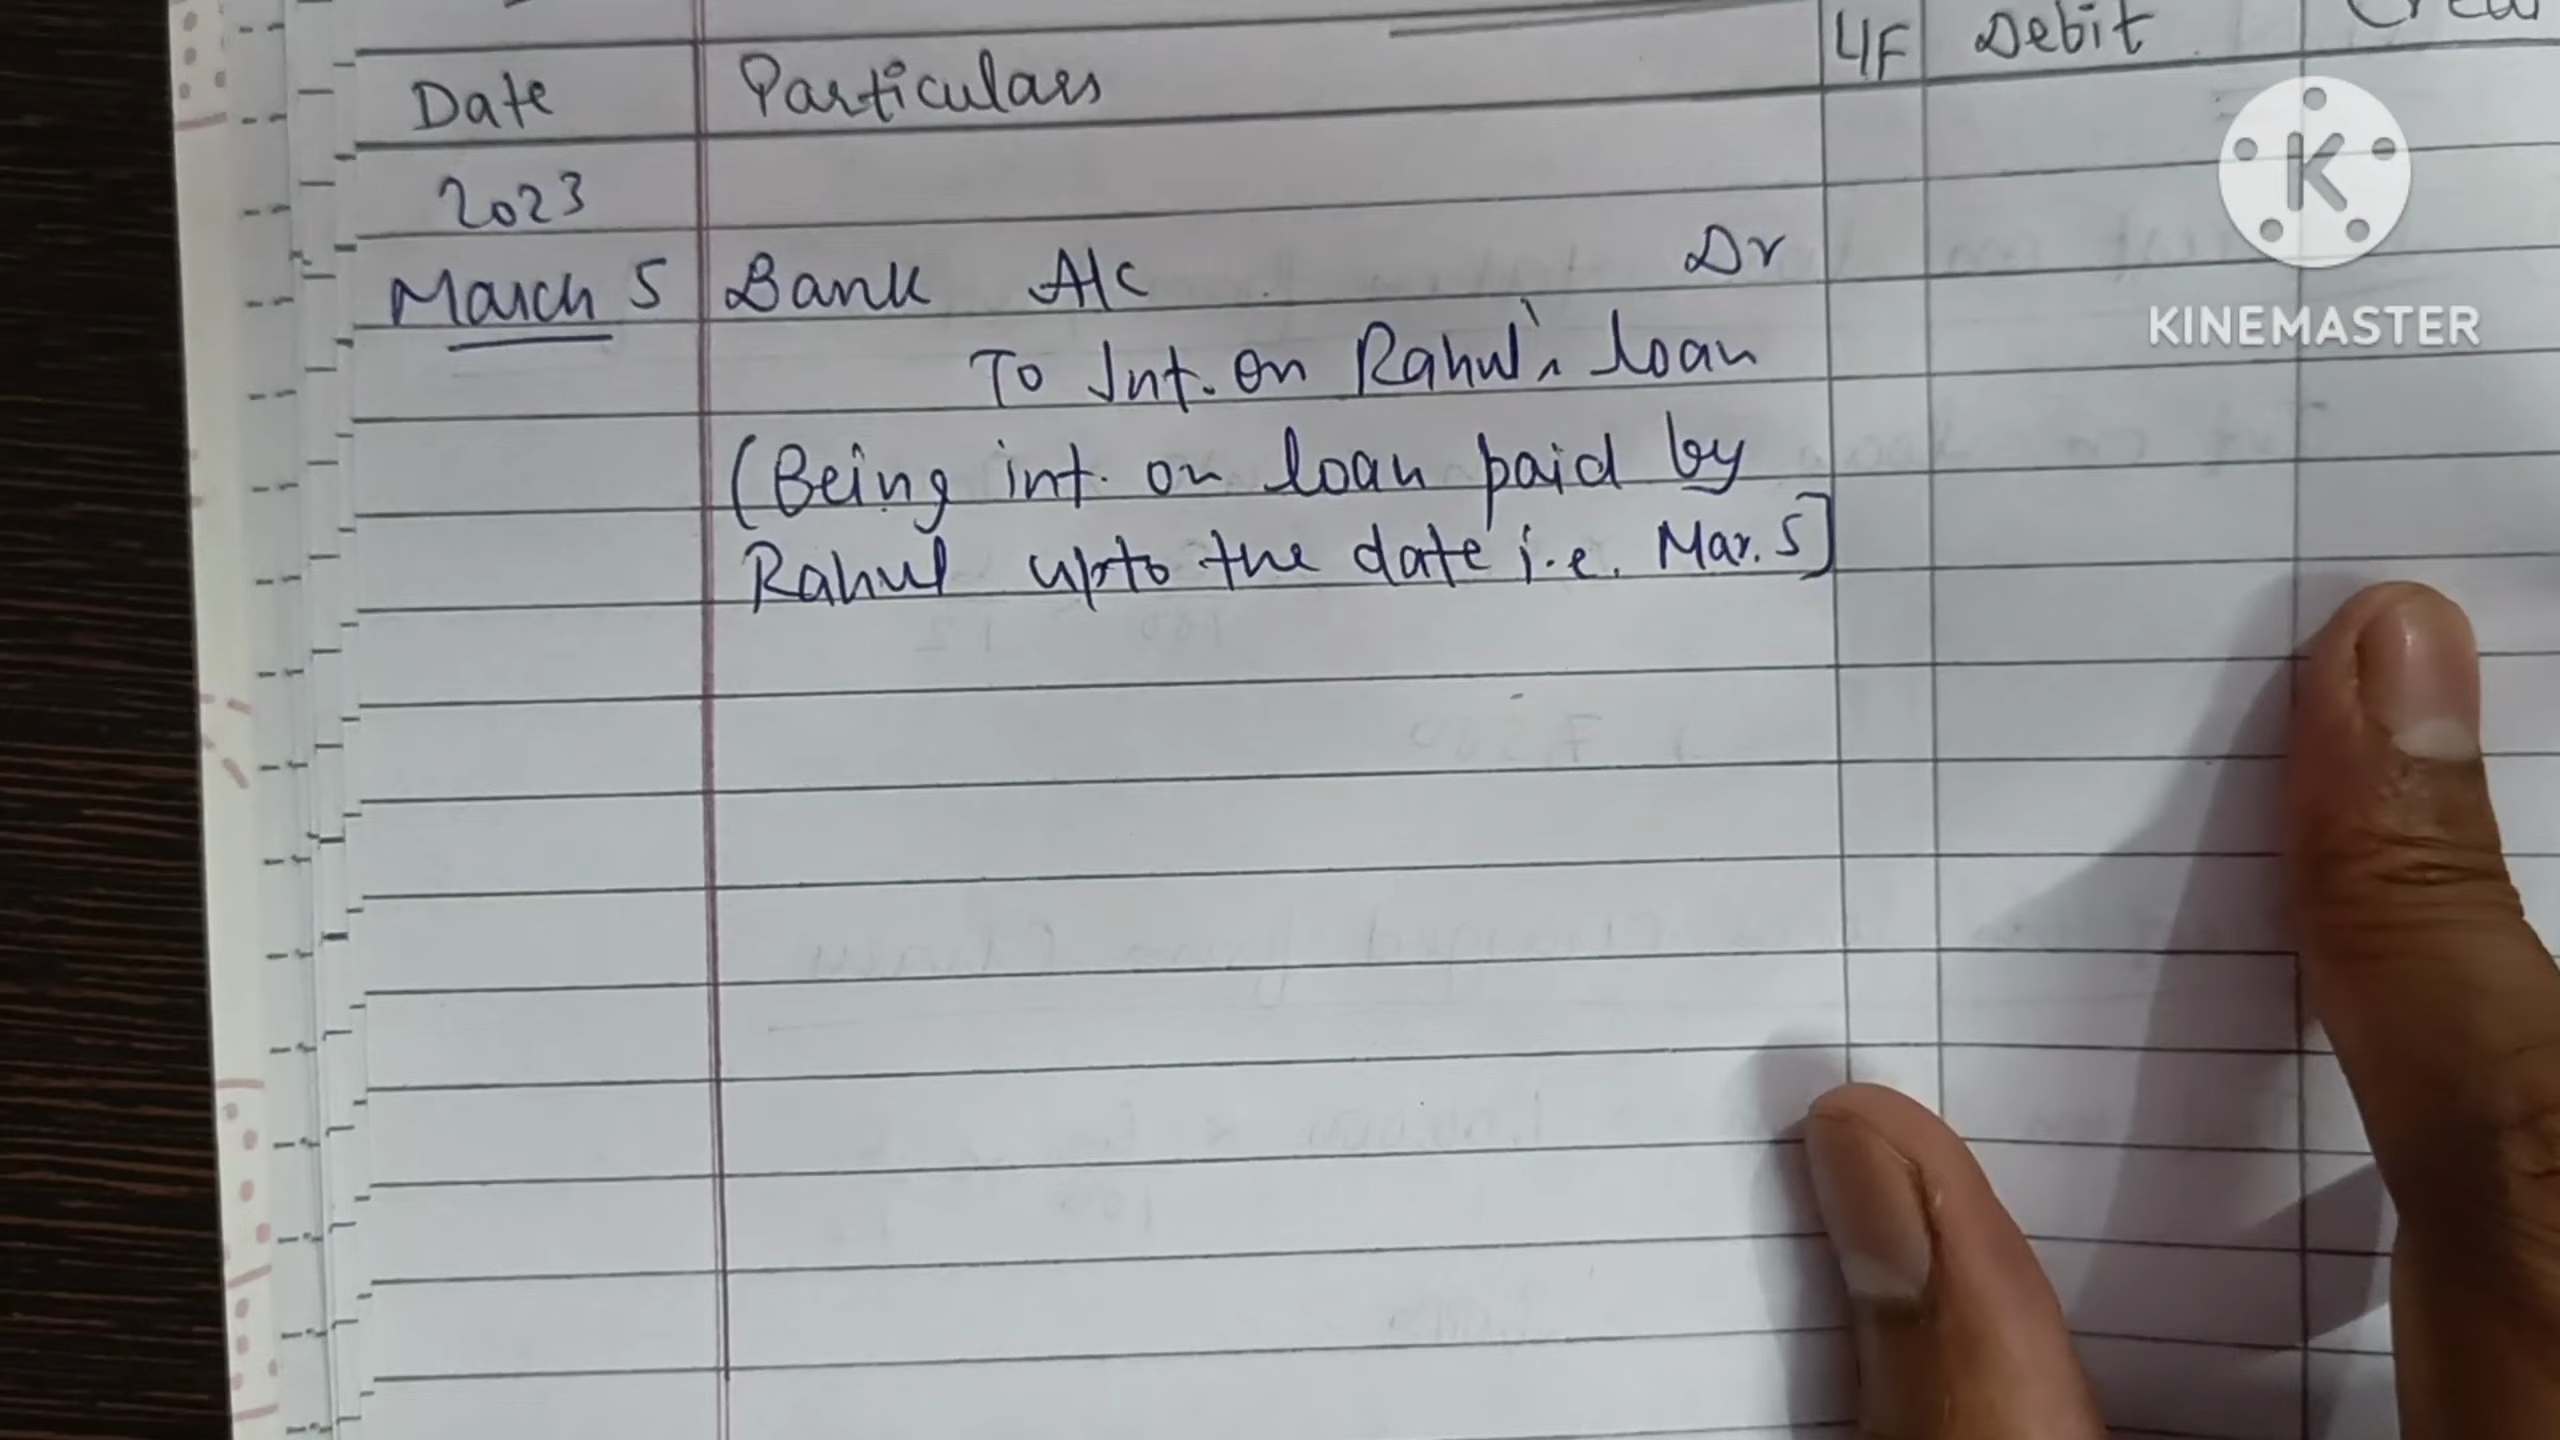 Date Particulars L/F Debit
2023
March 5 Bank A/c Dr
To Int. on Rahul's loan
(Being int. on loan paid by
Rahul upto the date i.e. Mar. 5]
KINEMASTER